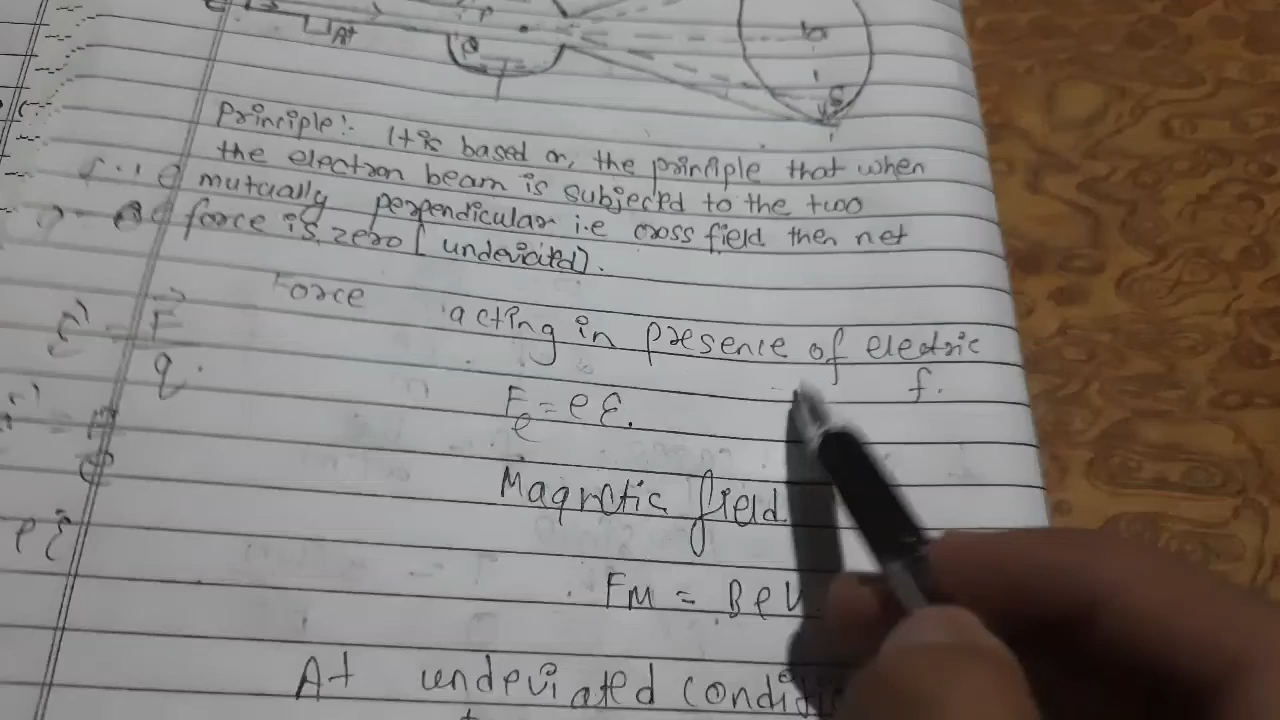 A+
P
P
S
Principle:- It is based on the principle that when
the electron beam is subjected to the two
mutually perpendicular i.e cross field then net
force is zero [undeviated].
Force acting in presence of electric
f.
E = F
q.
Fe = eE.
eE
Magnetic field
FM = BeV
At undeviated conditi